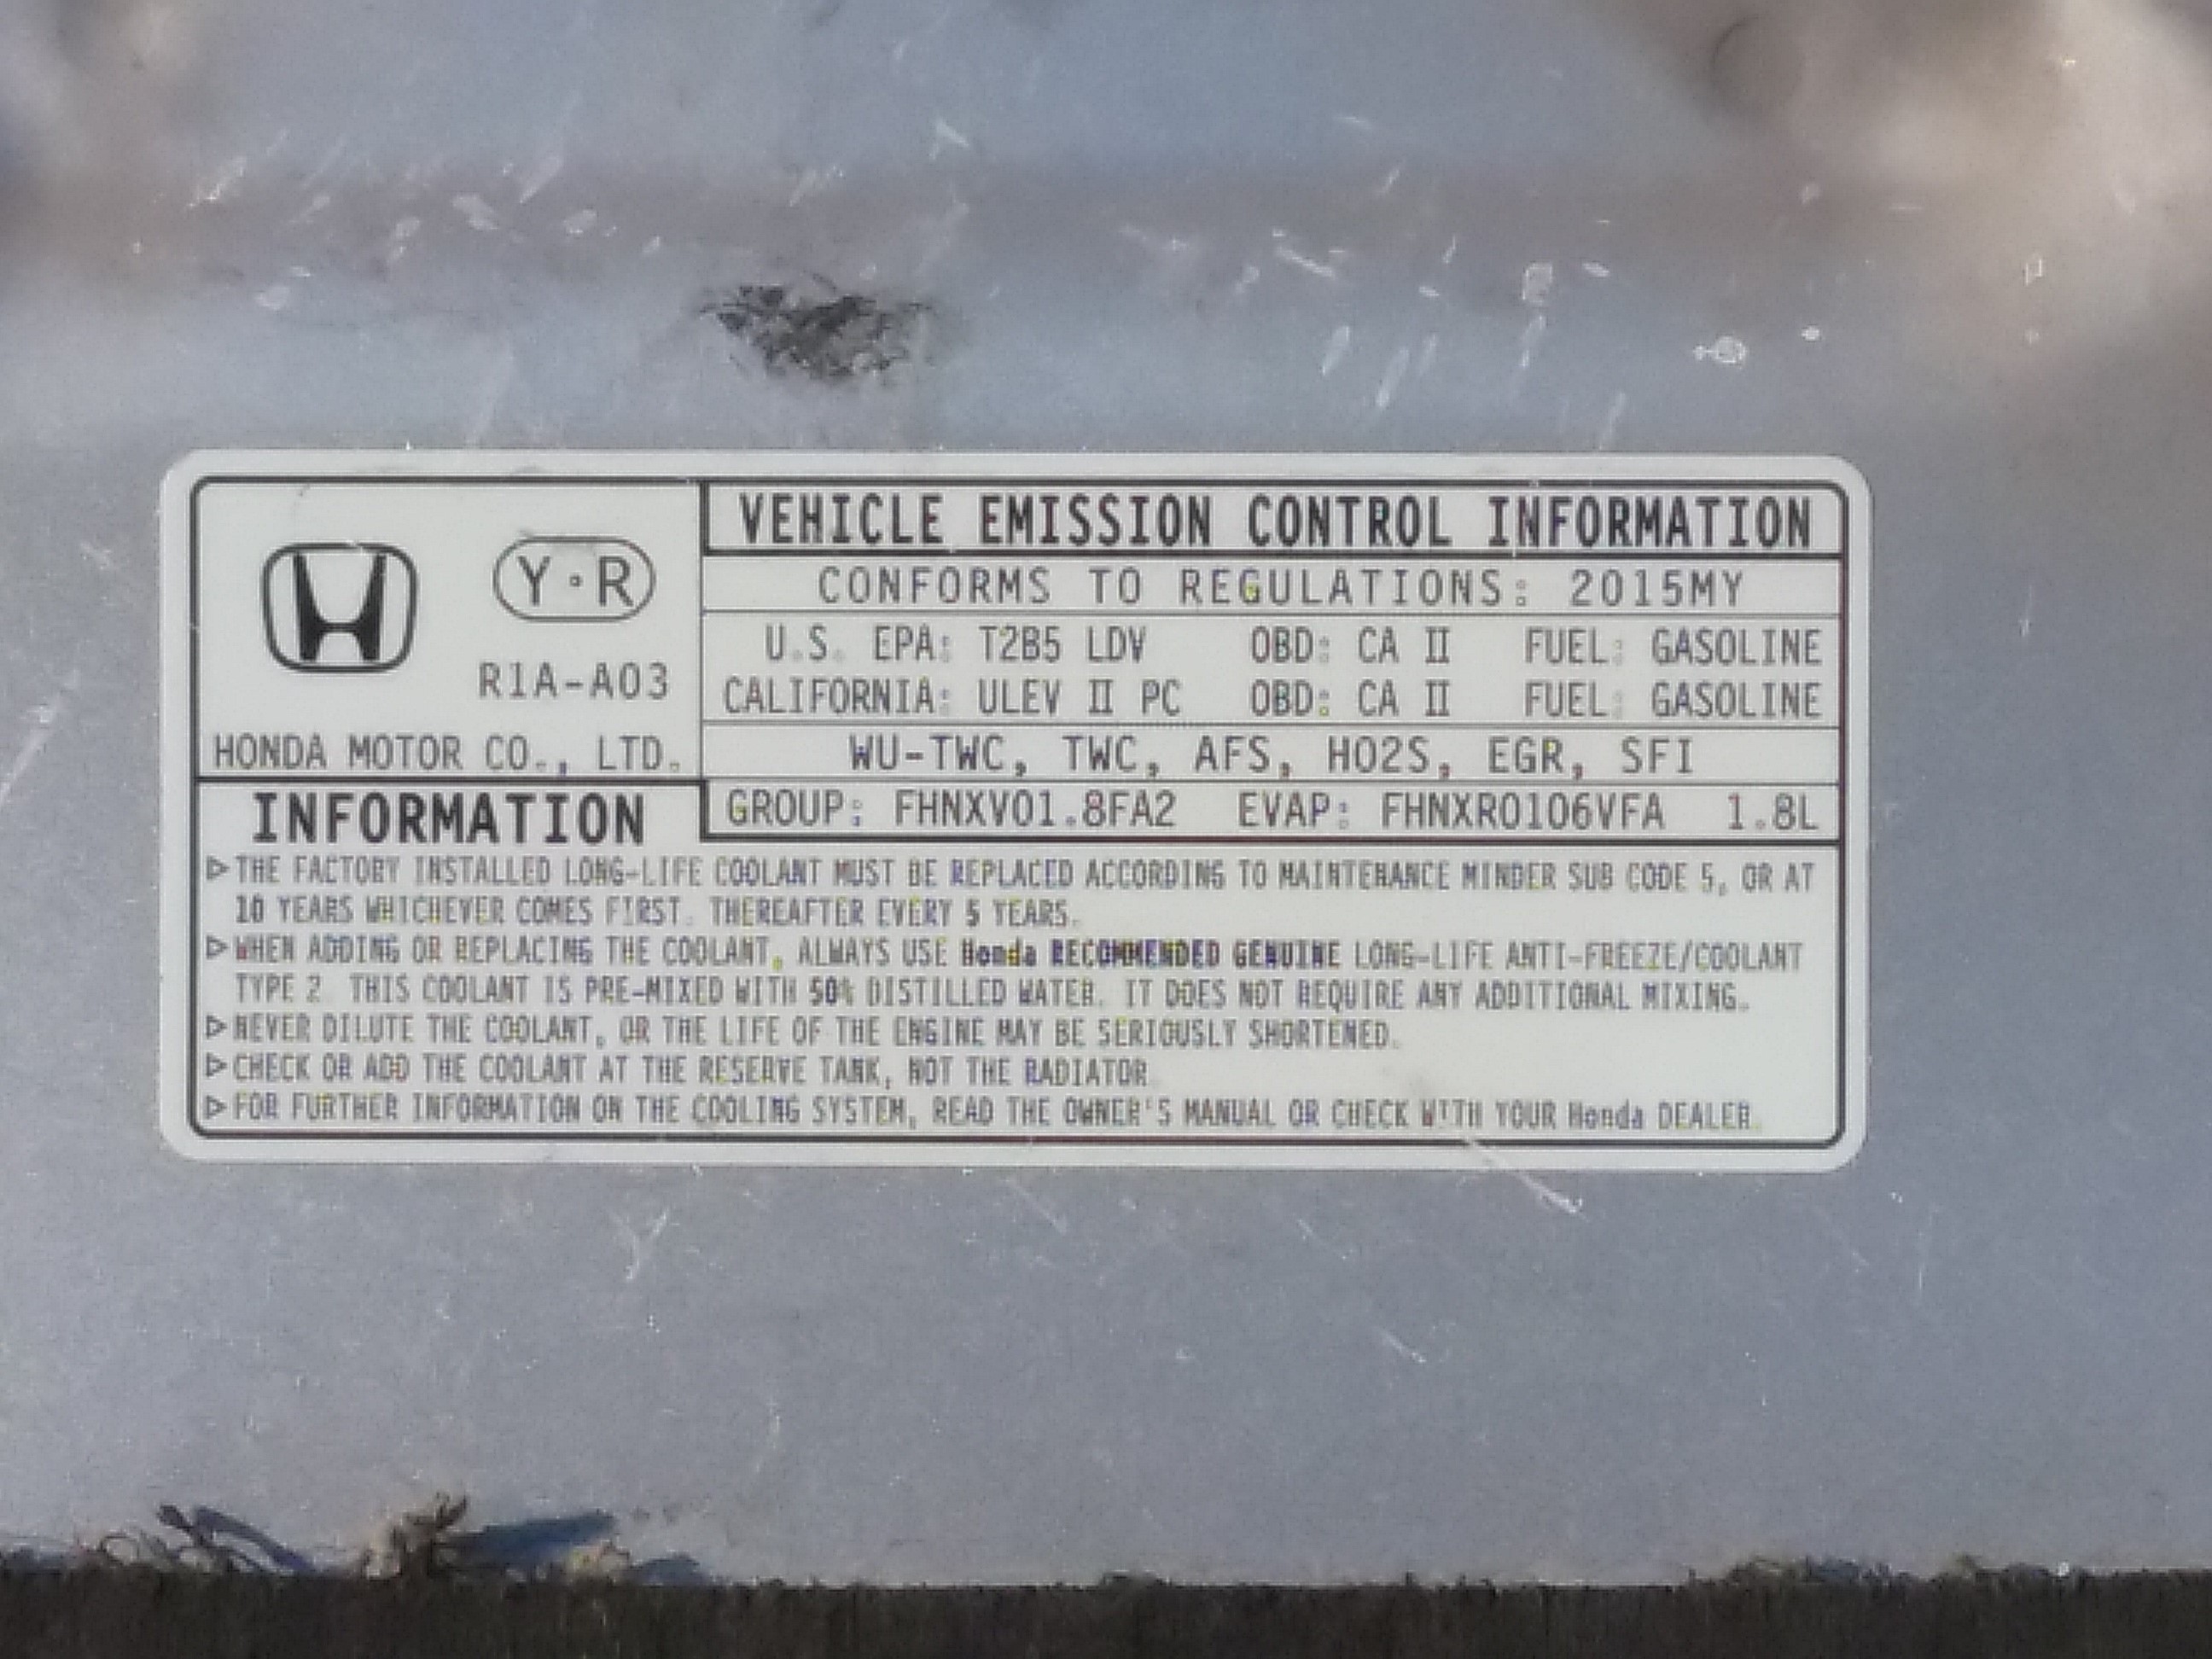 VEHICLE EMISSION CONTROL INFORMATION
Y·R
CONFORMS TO REGULATIONS: 2015MY
R1A-A03
U.S. EPA: T2B5 LDV OBD: CA II FUEL: GASOLINE
CALIFORNIA: ULEV II PC OBD: CA II FUEL: GASOLINE
HONDA MOTOR CO., LTD.
WU-TWC, TWC, AFS, HO2S, EGR, SFI
GROUP: FHNXV01.8FA2 EVAP: FHNXR0106VFA 1.8L
INFORMATION
▷THE FACTORY INSTALLED LONG-LIFE COOLANT MUST BE REPLACED ACCORDING TO MAINTENANCE MINDER SUB CODE 5, OR AT
10 YEARS WHICHEVER COMES FIRST. THEREAFTER EVERY 5 YEARS.
▷WHEN ADDING OR REPLACING THE COOLANT, ALWAYS USE Honda RECOMMENDED GENUINE LONG-LIFE ANTI-FREEZE/COOLANT
TYPE 2. THIS COOLANT IS PRE-MIXED WITH 50% DISTILLED WATER. IT DOES NOT REQUIRE ANY ADDITIONAL MIXING.
▷NEVER DILUTE THE COOLANT, OR THE LIFE OF THE ENGINE MAY BE SERIOUSLY SHORTENED.
▷CHECK OR ADD THE COOLANT AT THE RESERVE TANK, NOT THE RADIATOR.
▷FOR FURTHER INFORMATION ON THE COOLING SYSTEM, READ THE OWNER'S MANUAL OR CHECK WITH YOUR Honda DEALER.